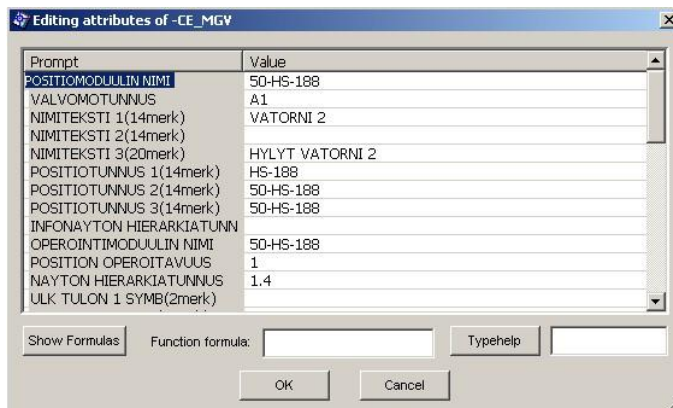 Editing attributes of -CE_MGV
Prompt Value
POSITIOMODUULIN NIMI 50-HS-188
VALVOMOTUNNUS A1
NIMITEKSTI 1(14merk) VATORNI 2
NIMITEKSTI 2(14merk)
NIMITEKSTI 3(20merk) HYLYT VATORNI 2
POSITIOTUNNUS 1(14merk) HS-188
POSITIOTUNNUS 2(14merk) 50-HS-188
POSITIOTUNNUS 3(14merk) 50-HS-188
INFONAYTON HIERARKIATUNN
OPEROINTIMODUULIN NIMI 50-HS-188
POSITION OPEROITAVUUS 1
NAYTON HIERARKIATUNNUS 1.4
ULK TULON 1 SYMB(2merk)
Show Formulas Function formula: Typehelp
OK Cancel